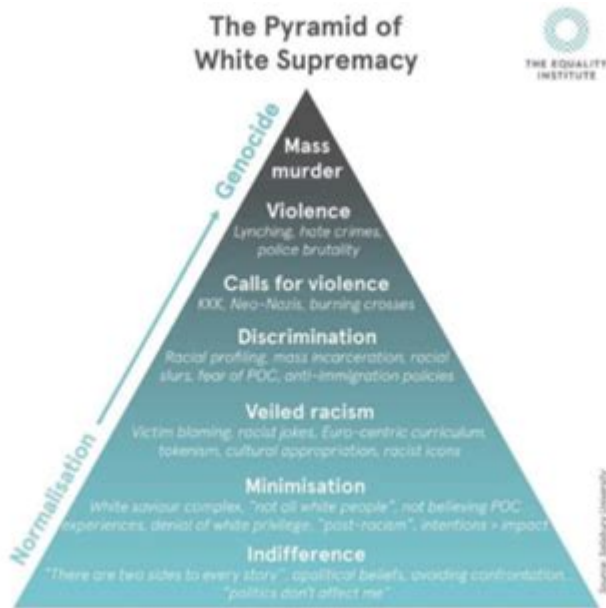 The Pyramid of
White Supremacy
THE EQUALITY
INSTITUTE
Genocide
Normalisation
Mass
murder
Violence
Lynching, hate crimes,
police brutality
Calls for violence
KKK, Neo-Nazis, burning crosses
Discrimination
Racial profiling, mass incarceration, racial
slurs, fear of POC, anti-immigration policies
Veiled racism
Victim blaming, racist jokes, Euro-centric curriculum,
tokenism, cultural appropriation, racist icons
Minimisation
White saviour complex, "not all white people", not believing POC
experiences, denial of white privilege, "post-racism", intentions > impact
Indifference
"There are two sides to every story", apolitical beliefs, avoiding confrontation,
"politics don't affect me"
Source: Salisbury University